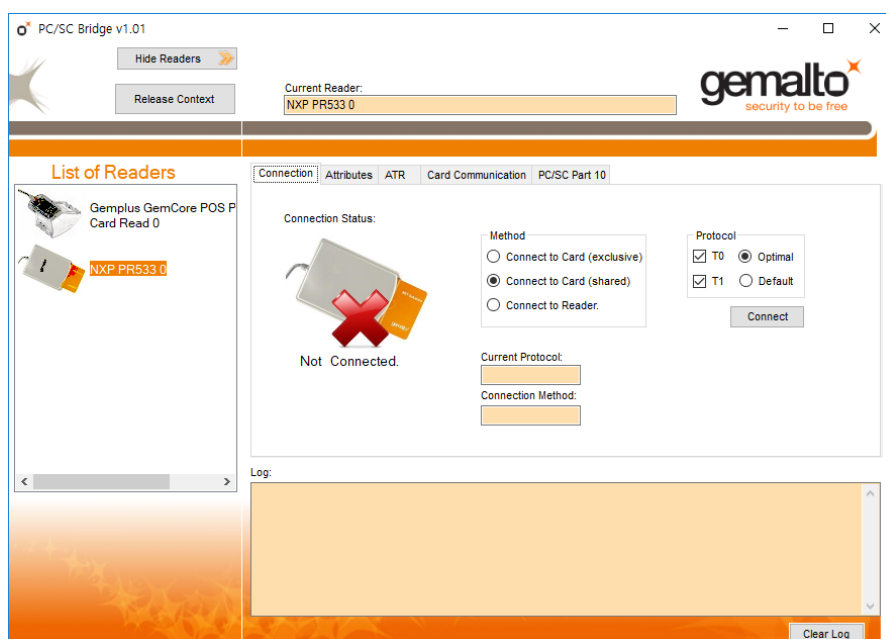 PC/SC Bridge v1.01
Hide Readers
Release Context
Current Reader:
NXP PR533 0
gemalto
security to be free
List of Readers
Gemplus GemCore POS P
Card Read 0
NXP PR533 0
Connection Attributes ATR Card Communication PC/SC Part 10
Connection Status:
Not Connected.
Method
Connect to Card (exclusive)
Connect to Card (shared)
Connect to Reader.
Protocol
T0 Optimal
T1 Default
Connect
Current Protocol:
Connection Method:
Log:
Clear Log